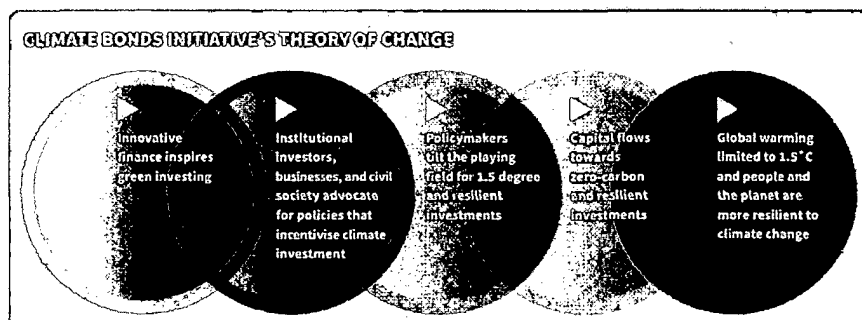 CLIMATE BONDS INITIATIVE'S THEORY OF CHANGE
Innovative
finance inspires
green investing
Institutional
investors,
businesses, and civil
society advocate
for policies that
incentivise climate
investment
Policymakers
tilt the playing
field for 1.5 degree
and resilient
investments
Capital flows
towards
zero-carbon
and resilient
investments
Global warming
limited to 1.5°C
and people and
the planet are
more resilient to
climate change